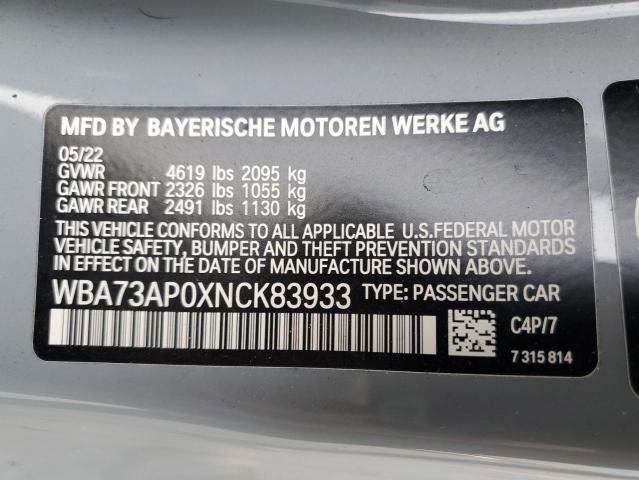 MFD BY BAYERISCHE MOTOREN WERKE AG
05/22
GVWR 4619 lbs 2095 kg
GAWR FRONT 2326 lbs 1055 kg
GAWR REAR 2491 lbs 1130 kg
THIS VEHICLE CONFORMS TO ALL APPLICABLE U.S.FEDERAL MOTOR
VEHICLE SAFETY, BUMPER AND THEFT PREVENTION STANDARDS
IN EFFECT ON THE DATE OF MANUFACTURE SHOWN ABOVE.
WBA73AP0XNCK83933 TYPE: PASSENGER CAR
C4P/7
7 315 814